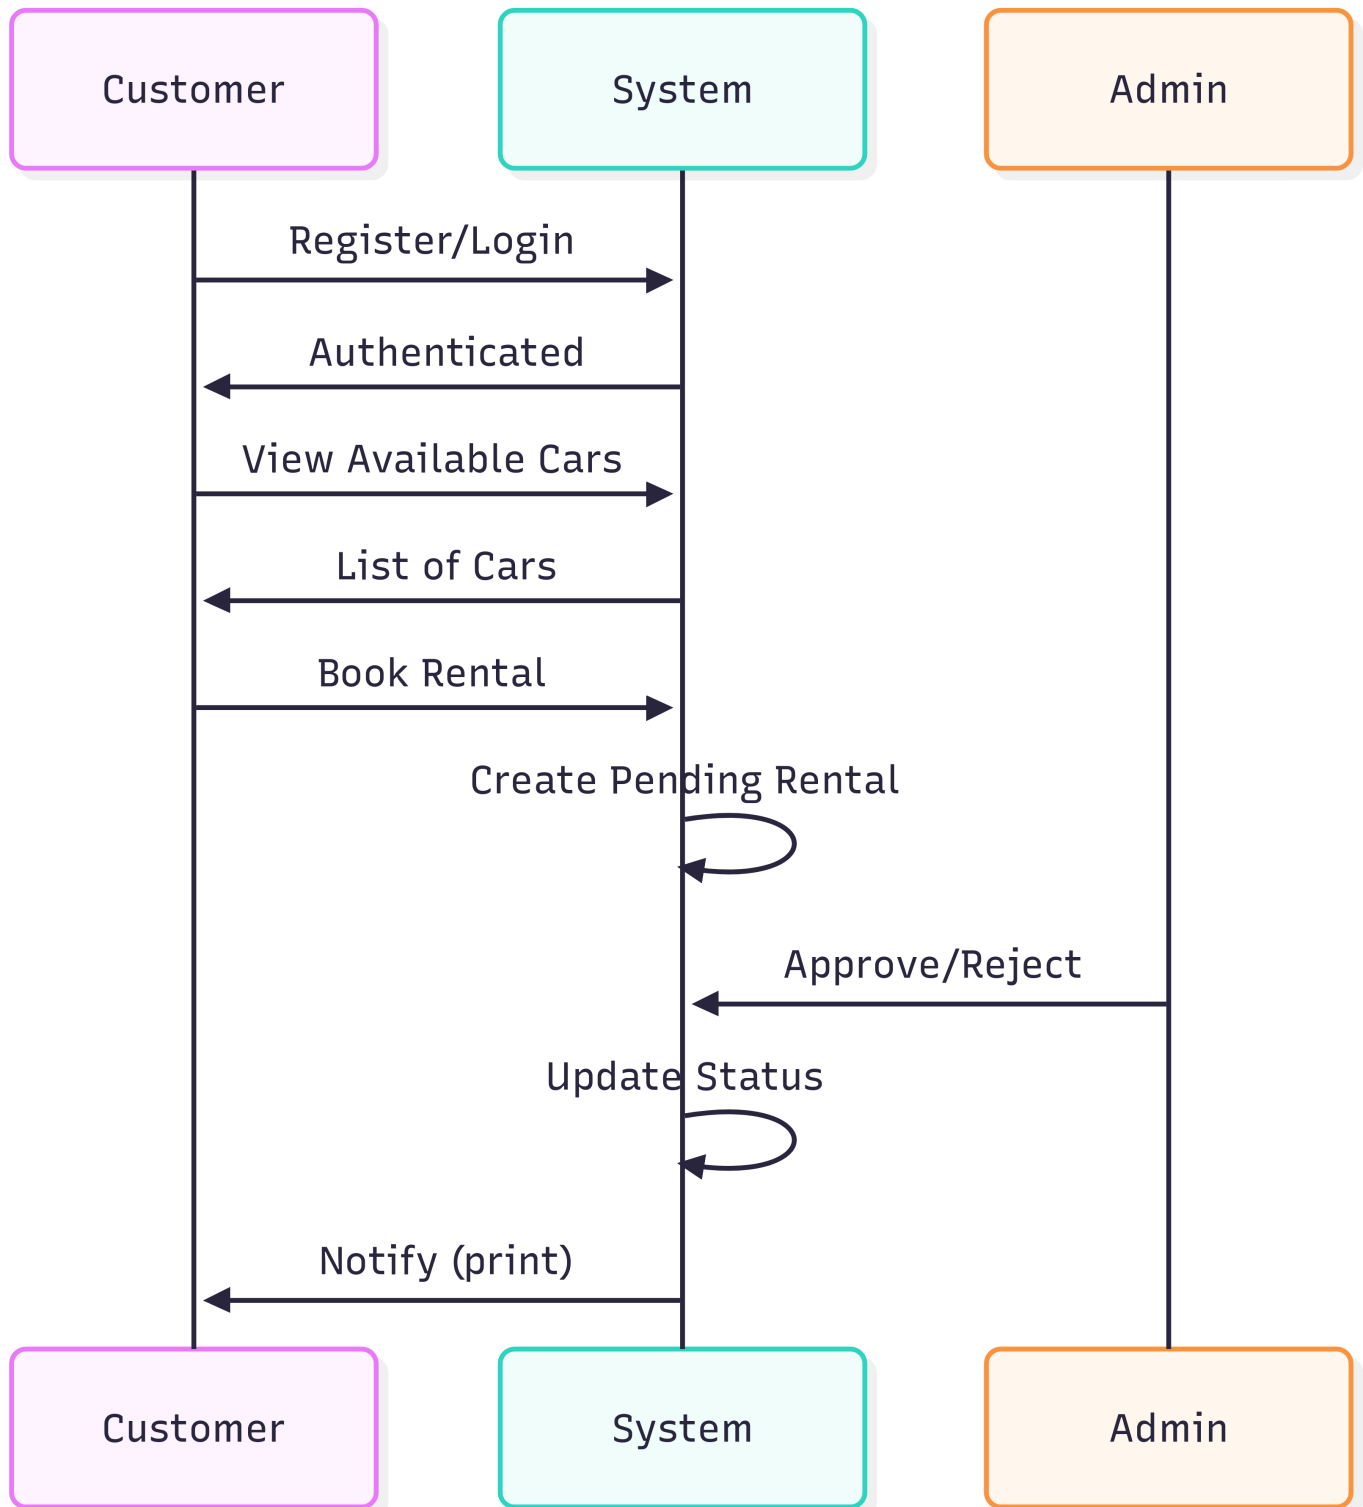 Customer
System
Admin
Register/Login
Authenticated
View Available Cars
List of Cars
Book Rental
Create Pending Rental
Approve/Reject
Update Status
Notify (print)
Customer
System
Admin